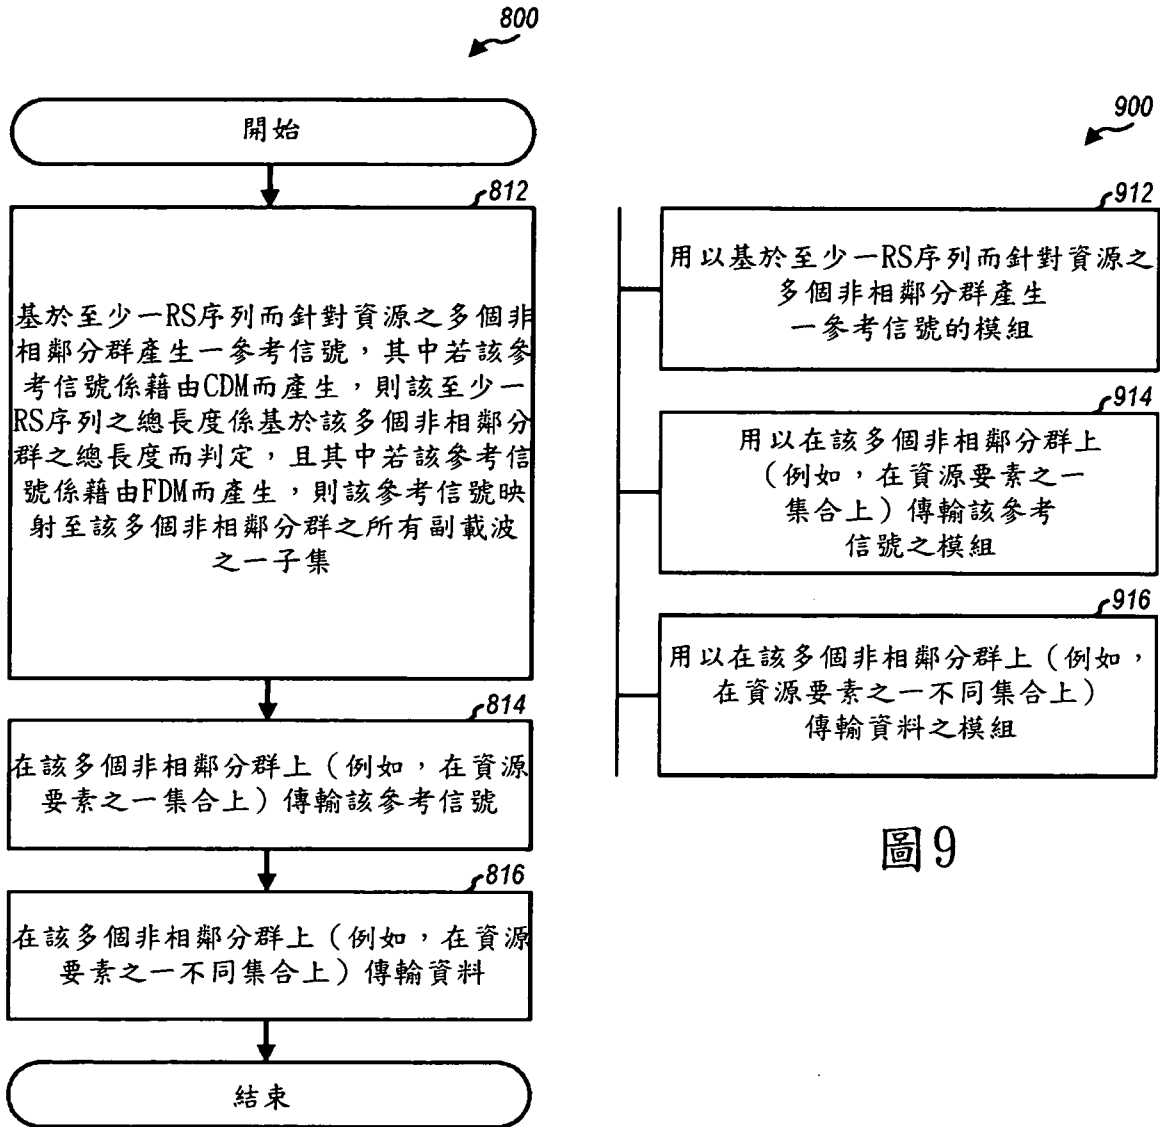 800
開始
812
基於至少一RS序列而針對資源之多個非
相鄰分群產生一參考信號,其中若該參
考信號係藉由CDM而產生,則該至少一
RS序列之總長度係基於該多個非相鄰分
群之總長度而判定,且其中若該參考信
號係藉由FDM而產生,則該參考信號映
射至該多個非相鄰分群之所有副載波
之一子集
814
在該多個非相鄰分群上(例如,在資源
要素之一集合上)傳輸該參考信號
816
在該多個非相鄰分群上(例如,在資源
要素之一不同集合上)傳輸資料
結束
900
912
用以基於至少一RS序列而針對資源之
多個非相鄰分群產生
一參考信號的模組
914
用以在該多個非相鄰分群上
(例如,在資源要素之一
集合上)傳輸該參考
信號之模組
916
用以在該多個非相鄰分群上(例如,
在資源要素之一不同集合上)
傳輸資料之模組
圖9